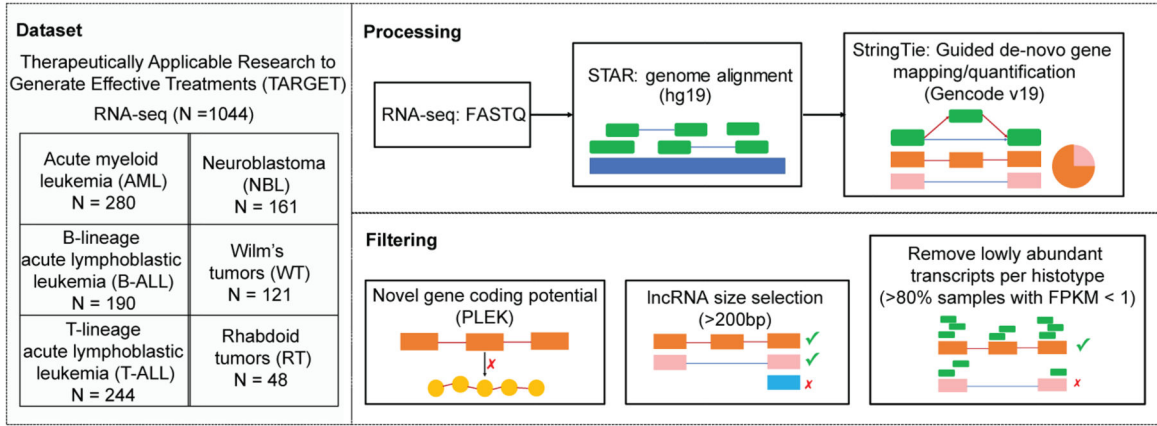 Dataset
Therapeutically Applicable Research to
Generate Effective Treatments (TARGET)
RNA-seq (N =1044)
Acute myeloid
leukemia (AML)
N = 280
Neuroblastoma
(NBL)
N = 161
B-lineage
acute lymphoblastic
leukemia (B-ALL)
N = 190
Wilm's
tumors (WT)
N = 121
T-lineage
acute lymphoblastic
leukemia (T-ALL)
N = 244
Rhabdoid
tumors (RT)
N = 48
Processing
RNA-seq: FASTQ
STAR: genome alignment
(hg19)
StringTie: Guided de-novo gene
mapping/quantification
(Gencode v19)
Filtering
Novel gene coding potential
(PLEK)
lncRNA size selection
(>200bp)
Remove lowly abundant
transcripts per histotype
(>80% samples with FPKM < 1)